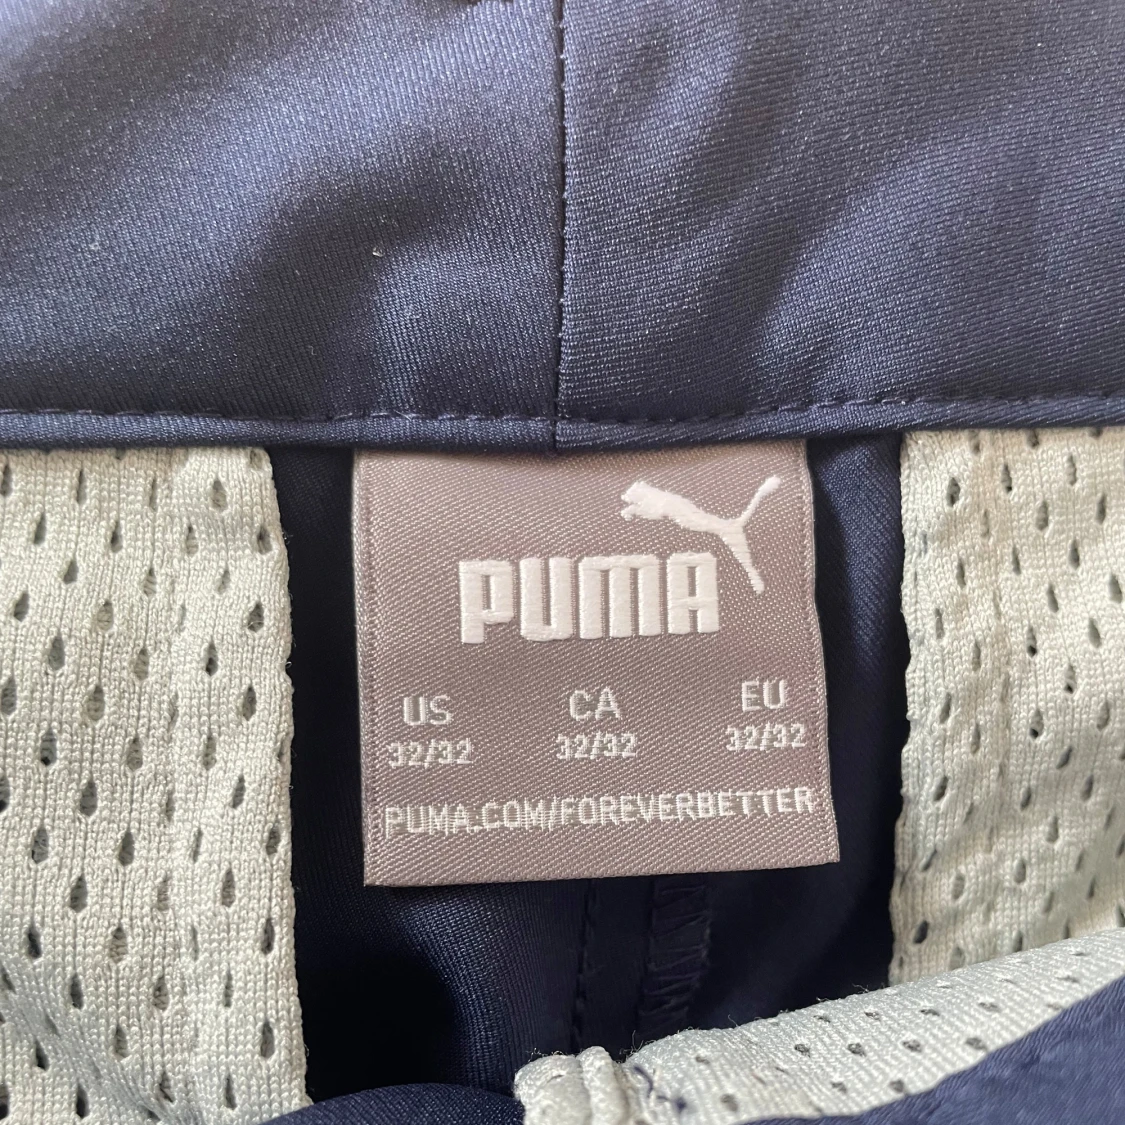 PUMA
US CA EU
32/32 32/32 32/32
PUMA.COM/FOREVERBETTER